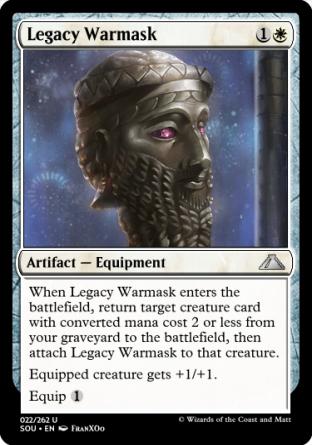 Legacy Warmask 1
Artifact — Equipment
When Legacy Warmask enters the
battlefield, return target creature card
with converted mana cost 2 or less from
your graveyard to the battlefield, then
attach Legacy Warmask to that creature.
Equipped creature gets +1/+1.
Equip 1
022/262 U
SOU • EN FranXOo
© Wizards of the Coast and Matt